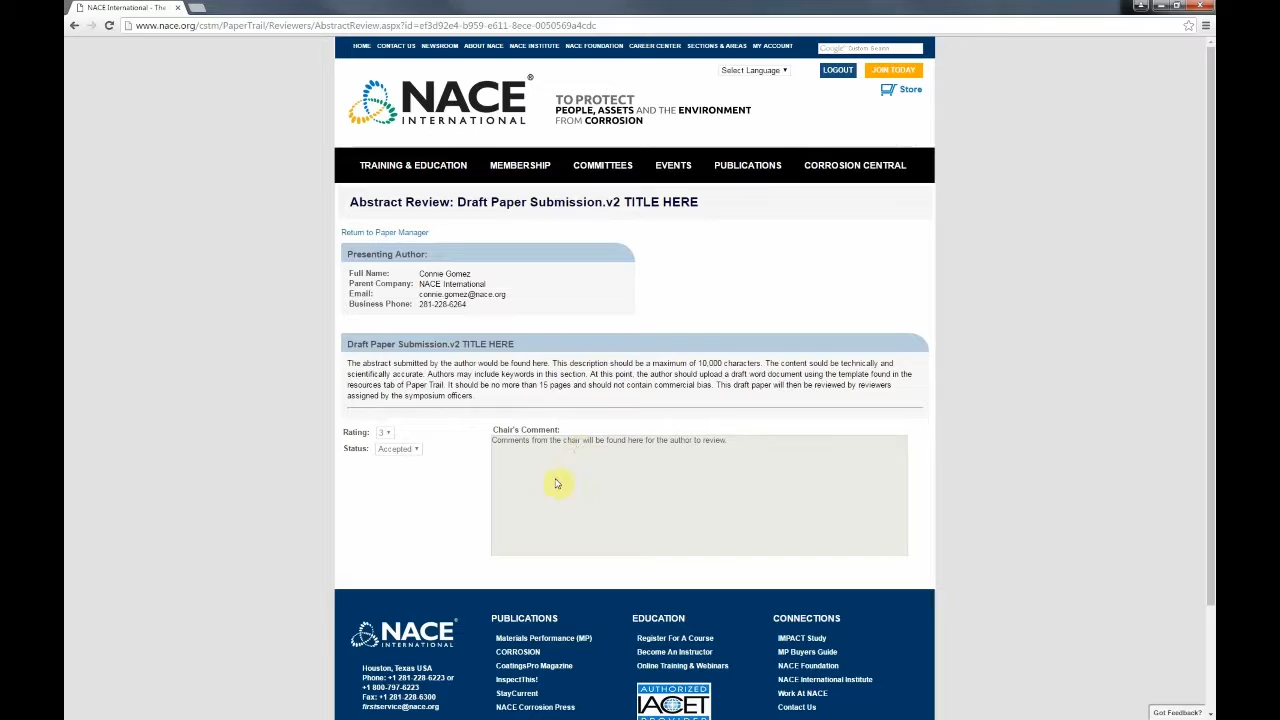 NACE International - The
www.nace.org/cstm/PaperTrail/Reviewers/AbstractReview.aspx?id=ef3d92e4-b959-e611-8ece-0050569a4cdc
HOME CONTACT US NEWSROOM ABOUT NACE NACE INSTITUTE NACE FOUNDATION CAREER CENTER SECTIONS & AREAS MY ACCOUNT
Google Custom Search
Select Language LOGOUT JOIN TODAY
Store
NACE ®
INTERNATIONAL
TO PROTECT
PEOPLE, ASSETS AND THE ENVIRONMENT
FROM CORROSION
TRAINING & EDUCATION MEMBERSHIP COMMITTEES EVENTS PUBLICATIONS CORROSION CENTRAL
Abstract Review: Draft Paper Submission.v2 TITLE HERE
Return to Paper Manager
Presenting Author:
Full Name: Connie Gomez
Parent Company: NACE International
Email: connie.gomez@nace.org
Business Phone: 281-228-6264
Draft Paper Submission.v2 TITLE HERE
The abstract submitted by the author would be found here. This description should be a maximum of 10,000 characters. The content sould be technically and
scientifically accurate. Authors may include keywords in this section. At this point, the author should upload a draft word document using the template found in the
resources tab of Paper Trail. It should be no more than 15 pages and should not contain commercial bias. This draft paper will then be reviewed by reviewers
assigned by the symposium officers.
Rating: 3
Status: Accepted
Chair's Comment:
Comments from the chair will be found here for the author to review.
NACE
INTERNATIONAL
Houston, Texas USA
Phone: +1 281-228-6223 or
+1 800-797-6223
Fax: +1 281-228-6300
firstservice@nace.org
PUBLICATIONS
Materials Performance (MP)
CORROSION
CoatingsPro Magazine
InspectThis!
StayCurrent
NACE Corrosion Press
EDUCATION
Register For A Course
Become An Instructor
Online Training & Webinars
AUTHORIZED
IACET
PROVIDER
CONNECTIONS
IMPACT Study
MP Buyers Guide
NACE Foundation
NACE International Institute
Work At NACE
Contact Us
Got Feedback?